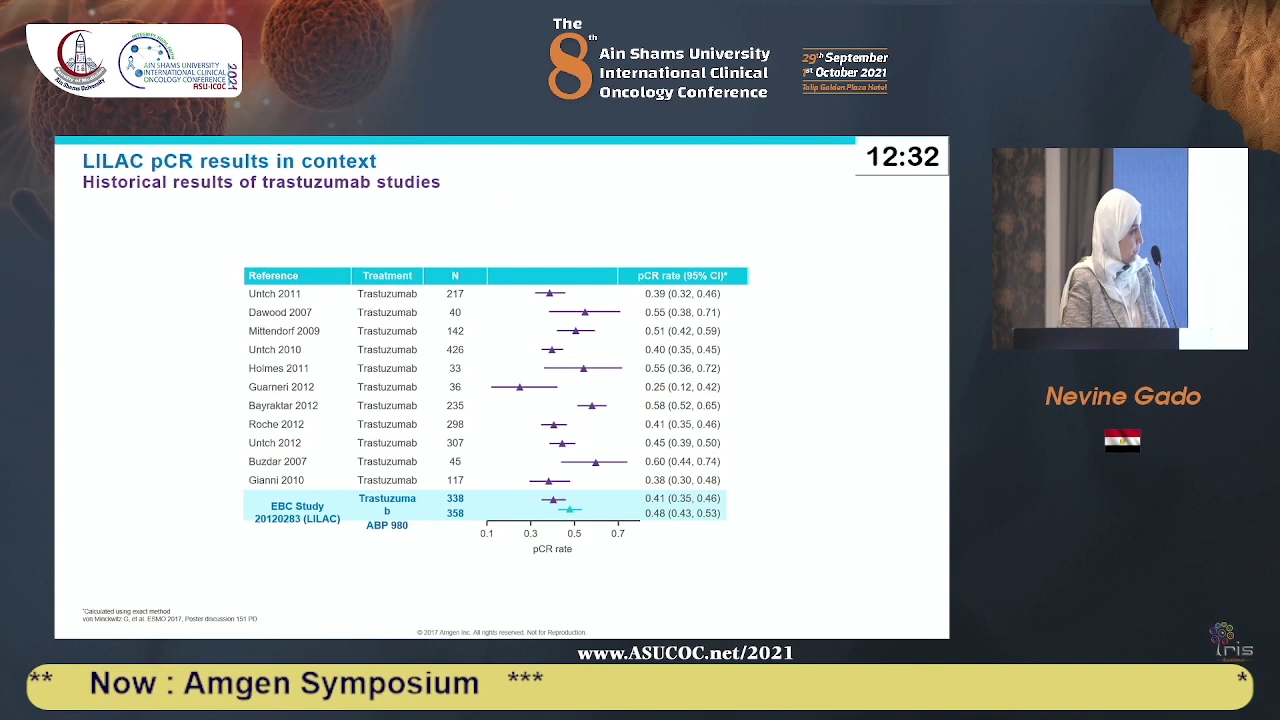 The
8th
Ain Shams University
International Clinical
Oncology Conference
29th September
1st October 2021
Tolip Golden Plaza Hotel
AIN SHAMS UNIVERSITY
INTERNATIONAL CLINICAL
ONCOLOGY CONFERENCE
ASU-ICOC
2021
LILAC pCR results in context
12:32
Historical results of trastuzumab studies
Reference Treatment N pCR rate (95% CI)*
Untch 2011 Trastuzumab 217 0.39 (0.32, 0.46)
Dawood 2007 Trastuzumab 40 0.55 (0.38, 0.71)
Mittendorf 2009 Trastuzumab 142 0.51 (0.42, 0.59)
Untch 2010 Trastuzumab 426 0.40 (0.35, 0.45)
Holmes 2011 Trastuzumab 33 0.55 (0.36, 0.72)
Guarneri 2012 Trastuzumab 36 0.25 (0.12, 0.42)
Bayraktar 2012 Trastuzumab 235 0.58 (0.52, 0.65)
Roche 2012 Trastuzumab 298 0.41 (0.35, 0.46)
Untch 2012 Trastuzumab 307 0.45 (0.39, 0.50)
Buzdar 2007 Trastuzumab 45 0.60 (0.44, 0.74)
Gianni 2010 Trastuzumab 117 0.38 (0.30, 0.48)
EBC Study
20120283 (LILAC)
Trastuzuma
b
ABP 980
338
358
0.41 (0.35, 0.46)
0.48 (0.43, 0.53)
0.1 0.3 0.5 0.7
pCR rate
*Calculated using exact method
von Minckwitz G, et al. ESMO 2017, Poster discussion 151 PD
© 2017 Amgen Inc. All rights reserved. Not for Reproduction.
Nevine Gado
Iris
www.ASUCOC.net/2021
** Now : Amgen Symposium *** *